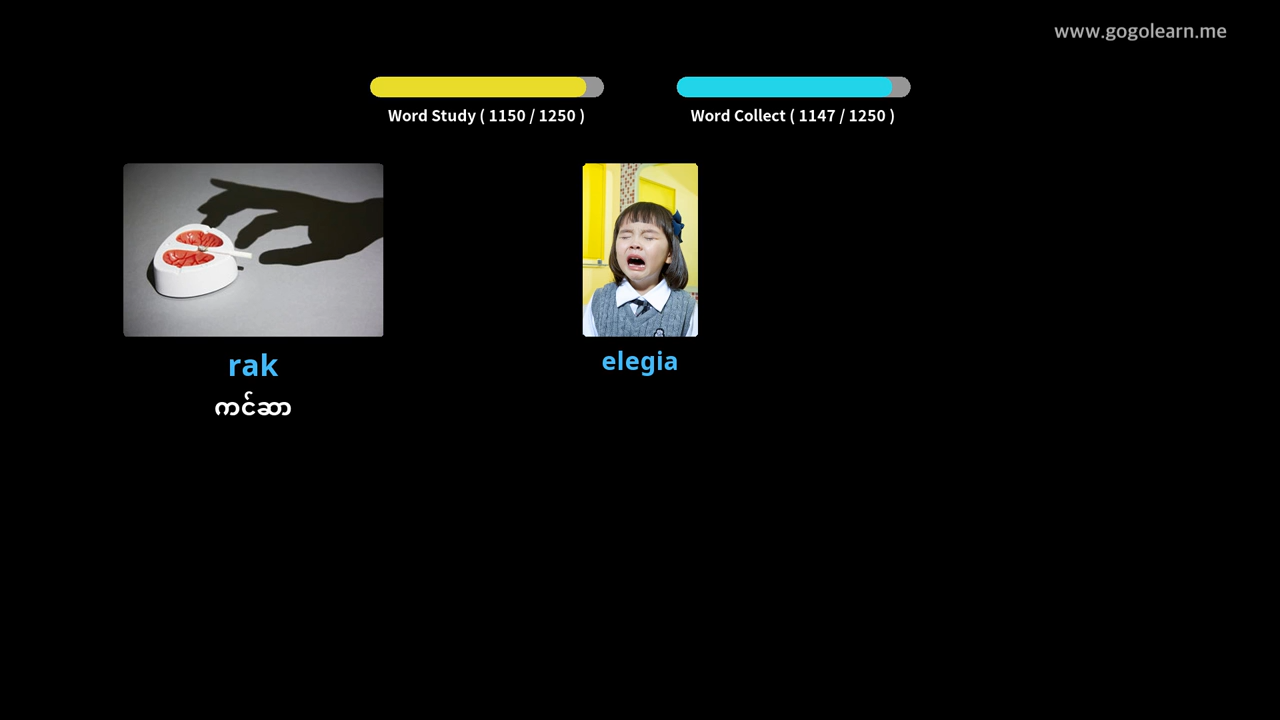 www.gogolearn.me
Word Study ( 1150 / 1250 )
Word Collect ( 1147 / 1250 )
rak
ကင်ဆာ
elegia